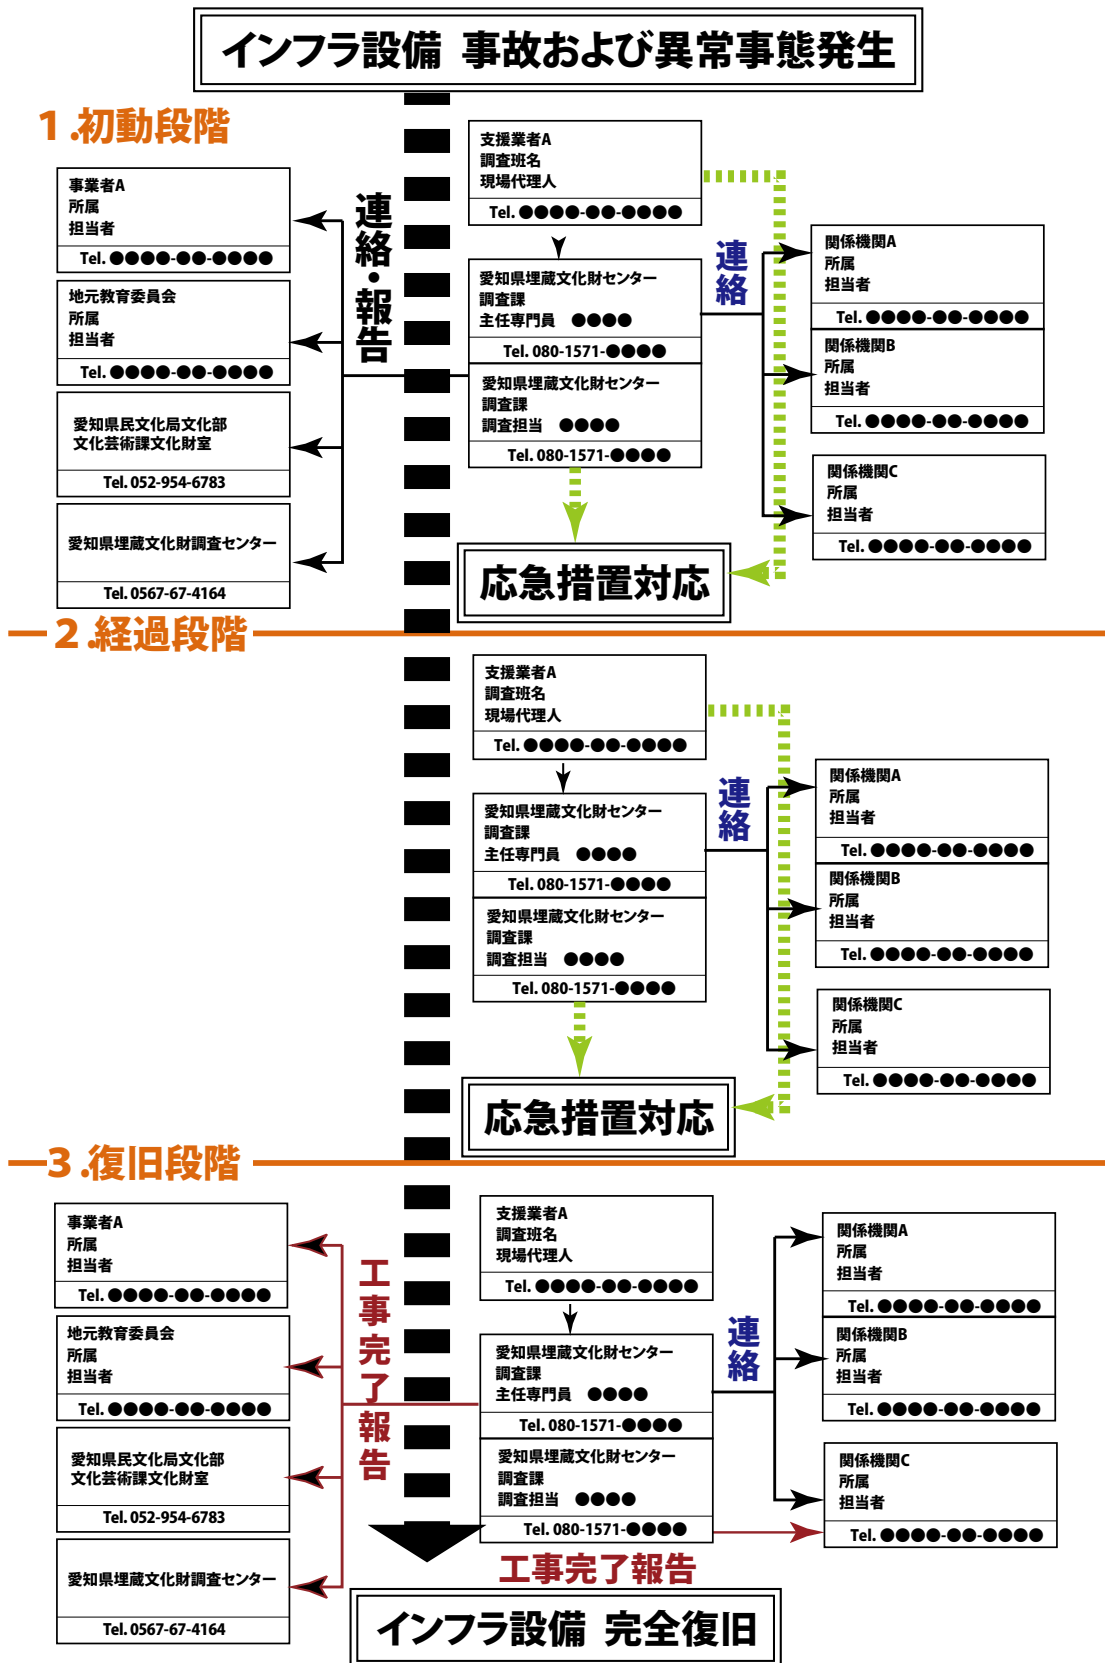 インフラ設備 事故および異常事態発生
1.初動段階
支援業者A
調査班名
現場代理人
Tel. ●●●●-●●-●●●●
事業者A
所属
担当者
Tel. ●●●●-●●-●●●●
地元教育委員会
所属
担当者
Tel. ●●●●-●●-●●●●
愛知県民文化局文化部
文化芸術課文化財室
Tel. 052-954-6783
愛知県埋蔵文化財調査センター
Tel. 0567-67-4164
連絡・報告
愛知県埋蔵文化財センター
調査課
主任専門員 ●●●●
Tel. 080-1571-●●●●
愛知県埋蔵文化財センター
調査課
調査担当 ●●●●
Tel. 080-1571-●●●●
連絡
関係機関A
所属
担当者
Tel. ●●●●-●●-●●●●
関係機関B
所属
担当者
Tel. ●●●●-●●-●●●●
関係機関C
所属
担当者
Tel. ●●●●-●●-●●●●
応急措置対応
2.経過段階
支援業者A
調査班名
現場代理人
Tel. ●●●●-●●-●●●●
愛知県埋蔵文化財センター
調査課
主任専門員 ●●●●
Tel. 080-1571-●●●●
愛知県埋蔵文化財センター
調査課
調査担当 ●●●●
Tel. 080-1571-●●●●
連絡
関係機関A
所属
担当者
Tel. ●●●●-●●-●●●●
関係機関B
所属
担当者
Tel. ●●●●-●●-●●●●
関係機関C
所属
担当者
Tel. ●●●●-●●-●●●●
応急措置対応
3.復旧段階
事業者A
所属
担当者
Tel. ●●●●-●●-●●●●
地元教育委員会
所属
担当者
Tel. ●●●●-●●-●●●●
愛知県民文化局文化部
文化芸術課文化財室
Tel. 052-954-6783
愛知県埋蔵文化財調査センター
Tel. 0567-67-4164
工事完了報告
支援業者A
調査班名
現場代理人
Tel. ●●●●-●●-●●●●
愛知県埋蔵文化財センター
調査課
主任専門員 ●●●●
Tel. 080-1571-●●●●
愛知県埋蔵文化財センター
調査課
調査担当 ●●●●
Tel. 080-1571-●●●●
連絡
関係機関A
所属
担当者
Tel. ●●●●-●●-●●●●
関係機関B
所属
担当者
Tel. ●●●●-●●-●●●●
関係機関C
所属
担当者
Tel. ●●●●-●●-●●●●
工事完了報告
インフラ設備 完全復旧